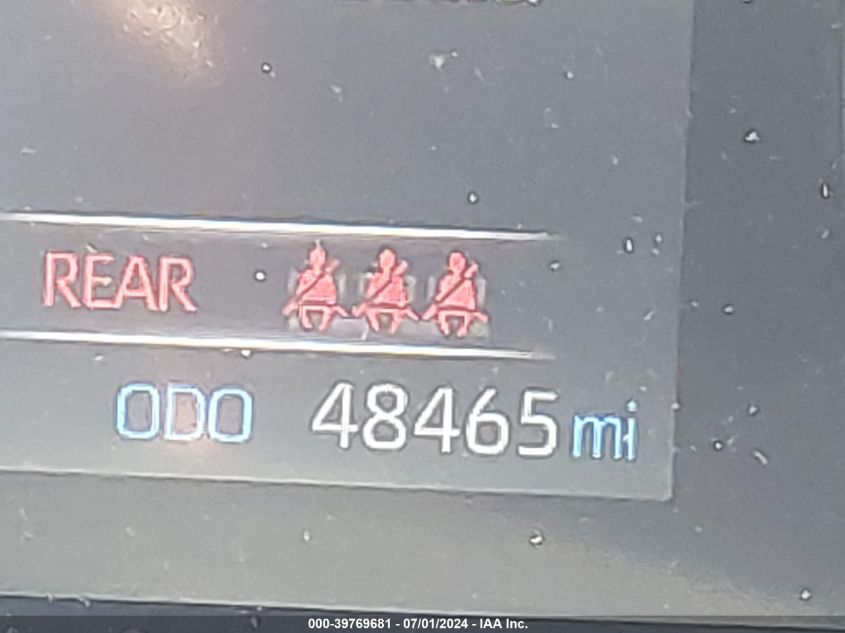 REAR
ODO 48465 mi
000-39769681 - 07/01/2024 - IAA Inc.